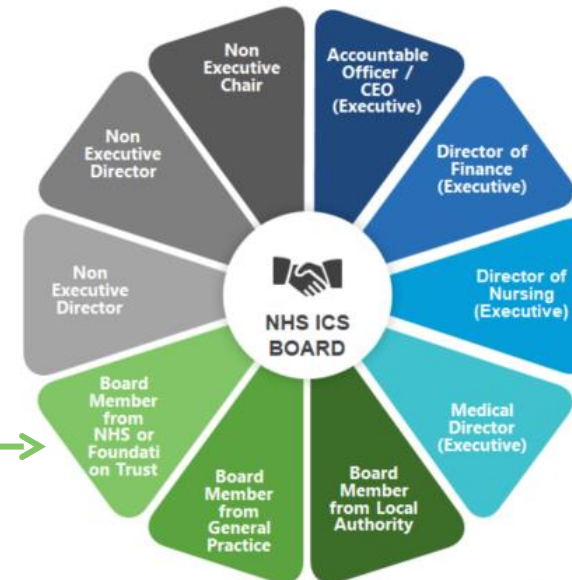 Non
Executive
Chair
Accountable
Officer /
CEO
(Executive)
Director of
Finance
(Executive)
Director of
Nursing
(Executive)
Medical
Director
(Executive)
Board
Member
from Local
Authority
Board
Member
from
General
Practice
Board
Member
from
NHS or
Foundati
on Trust
Non
Executive
Director
Non
Executive
Director
NHS ICS
BOARD